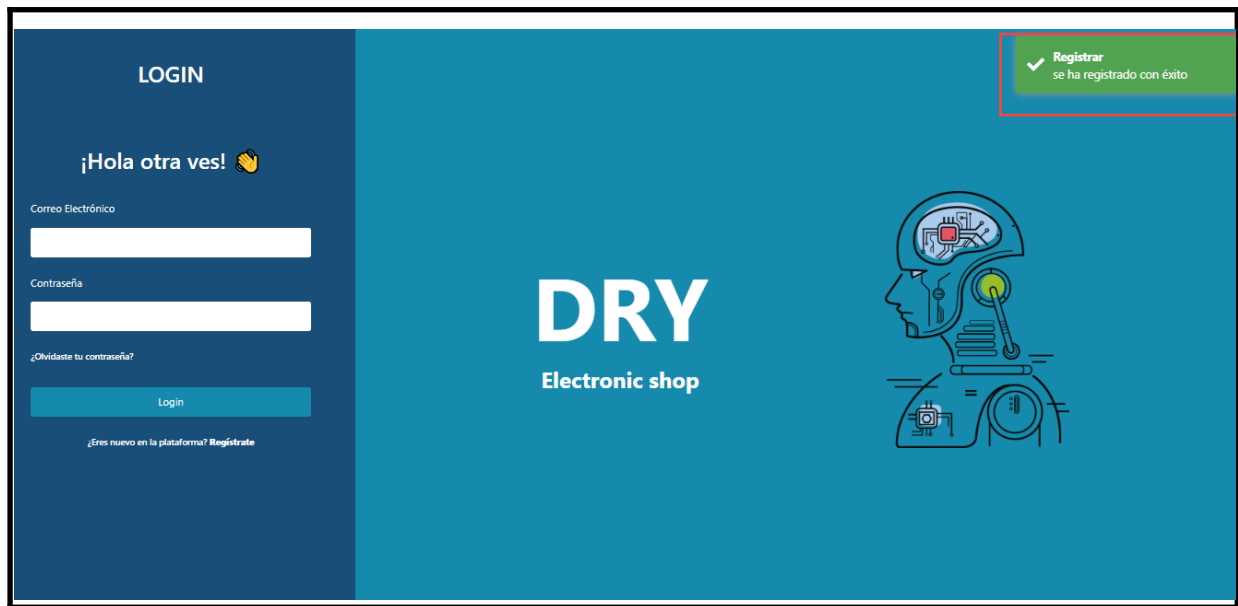 LOGIN
¡Hola otra ves! 👋
Correo Electrónico
Contraseña
¿Olvidaste tu contraseña?
Login
¿Eres nuevo en la plataforma? Regístrate
DRY
Electronic shop
Registrar
se ha registrado con éxito